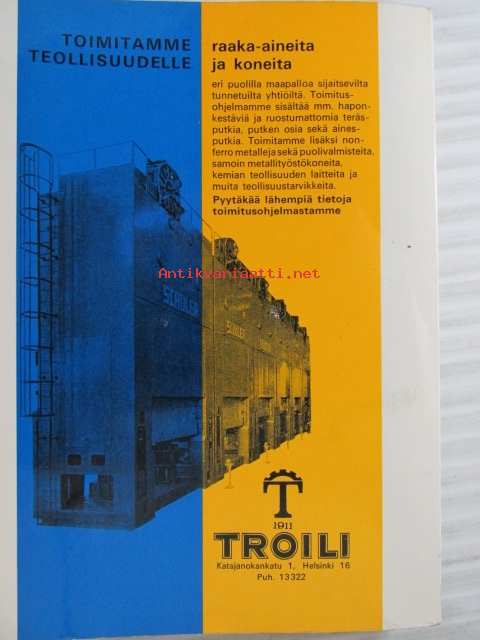 TOIMITAMME
TEOLLISUUDELLE
raaka-aineita
ja koneita
eri puolilla maapalloa sijaitsevilta
tunnetuilta yhtiöiltä. Toimitus-
ohjelmamme sisältää mm. hapon-
kestäviä ja ruostumattomia teräs-
putkia, putken osia sekä aines-
putkia. Toimitamme lisäksi non-
ferro metalleja sekä puolivalmisteita,
samoin metallityöstökoneita,
kemian teollisuuden laitteita ja
muita teollisuustarvikkeita.
Pyytäkää lähempiä tietoja
toimitusohjelmastamme
Antikvariaatti.net
SCHULER
SCHULER
T
1911
TROILI
Katajanokankatu 1, Helsinki 16
Puh. 13322